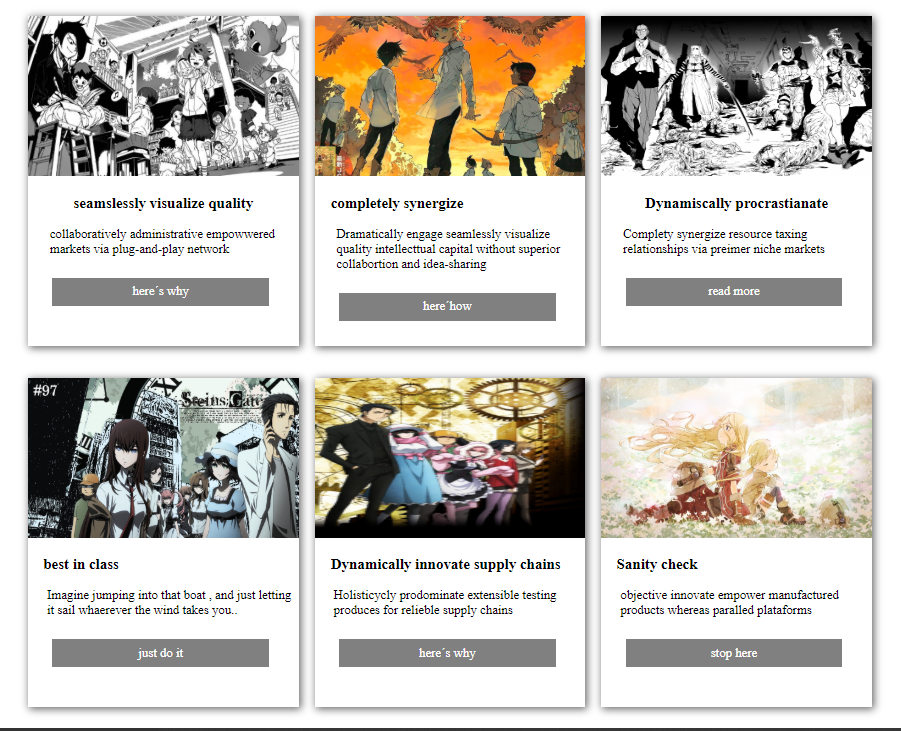 seamslessly visualize quality
collaboratively administrative empowwered
markets via plug-and-play network
here´s why
completely synergize
Dramatically engage seamlessly visualize
quality intellecttual capital without superior
collabortion and idea-sharing
here´how
Dynamiscally procrastianate
Complety synergize resource taxing
relationships via preimer niche markets
read more
#97
Steins;Gate
best in class
Imagine jumping into that boat , and just letting
it sail whaerever the wind takes you..
just do it
Dynamically innovate supply chains
Holisticycly prodominate extensible testing
produces for relieble supply chains
here´s why
Sanity check
objective innovate empower manufactured
products whereas paralled plataforms
stop here